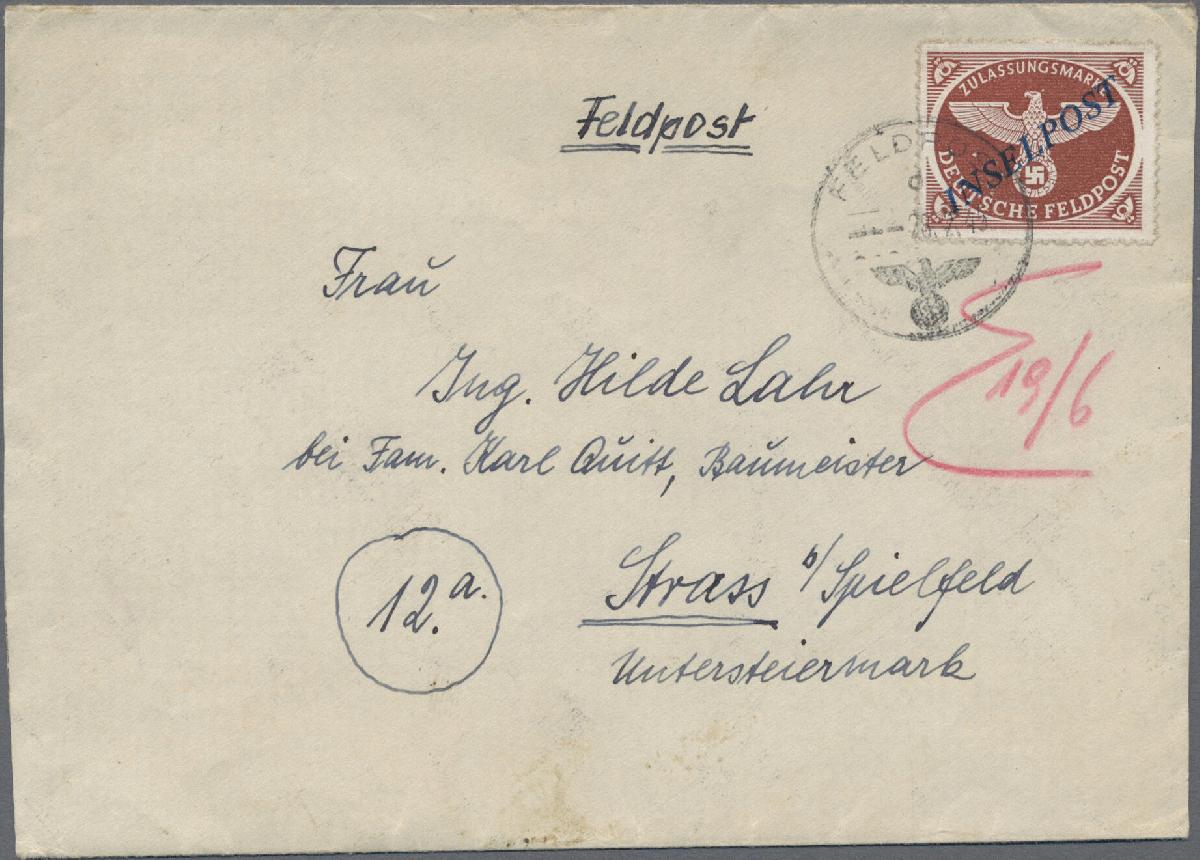 Feldpost
ZULASSUNGSMARKE
INSELPOST
DEUTSCHE FELDPOST
FELDPOST
d
Frau
Ing. Hilde Lahr
bei Fam. Karl Quitt, Baumeister
19/6
12.a.
Strass b/Spielfeld
Untersteiermark